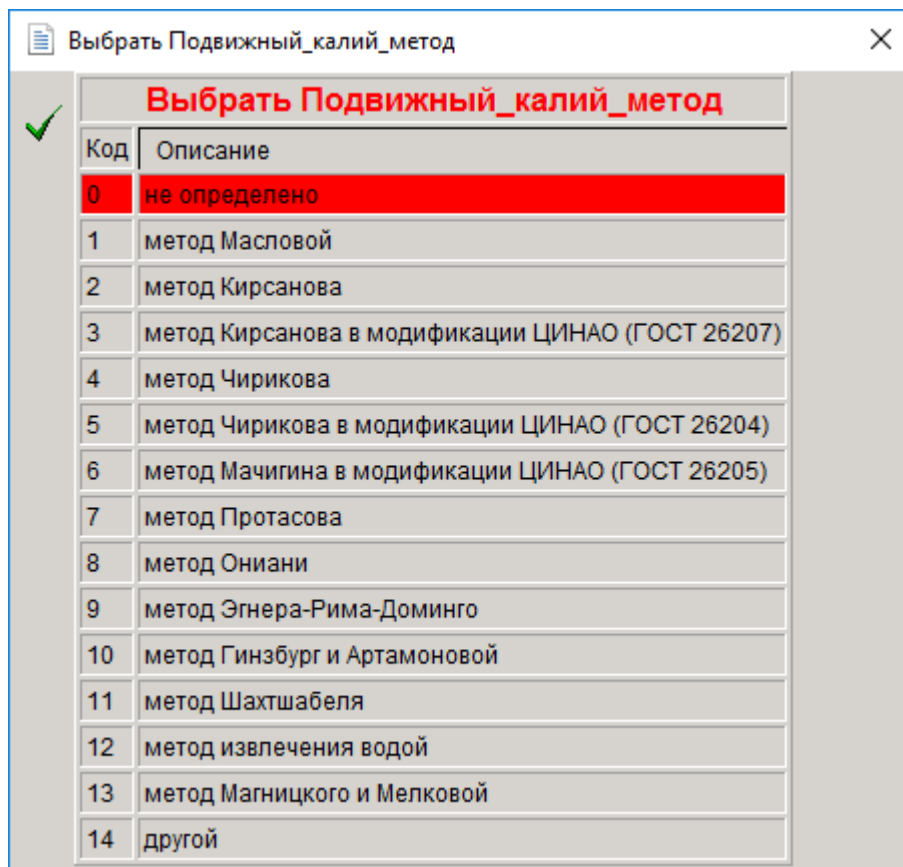 Выбрать Подвижный_калий_метод
Выбрать Подвижный_калий_метод
Код Описание
0 не определено
1 метод Масловой
2 метод Кирсанова
3 метод Кирсанова в модификации ЦИНАО (ГОСТ 26207)
4 метод Чирикова
5 метод Чирикова в модификации ЦИНАО (ГОСТ 26204)
6 метод Мачигина в модификации ЦИНАО (ГОСТ 26205)
7 метод Протасова
8 метод Ониани
9 метод Эгнера-Рима-Доминго
10 метод Гинзбург и Артамоновой
11 метод Шахтшабеля
12 метод извлечения водой
13 метод Магницкого и Мелковой
14 другой